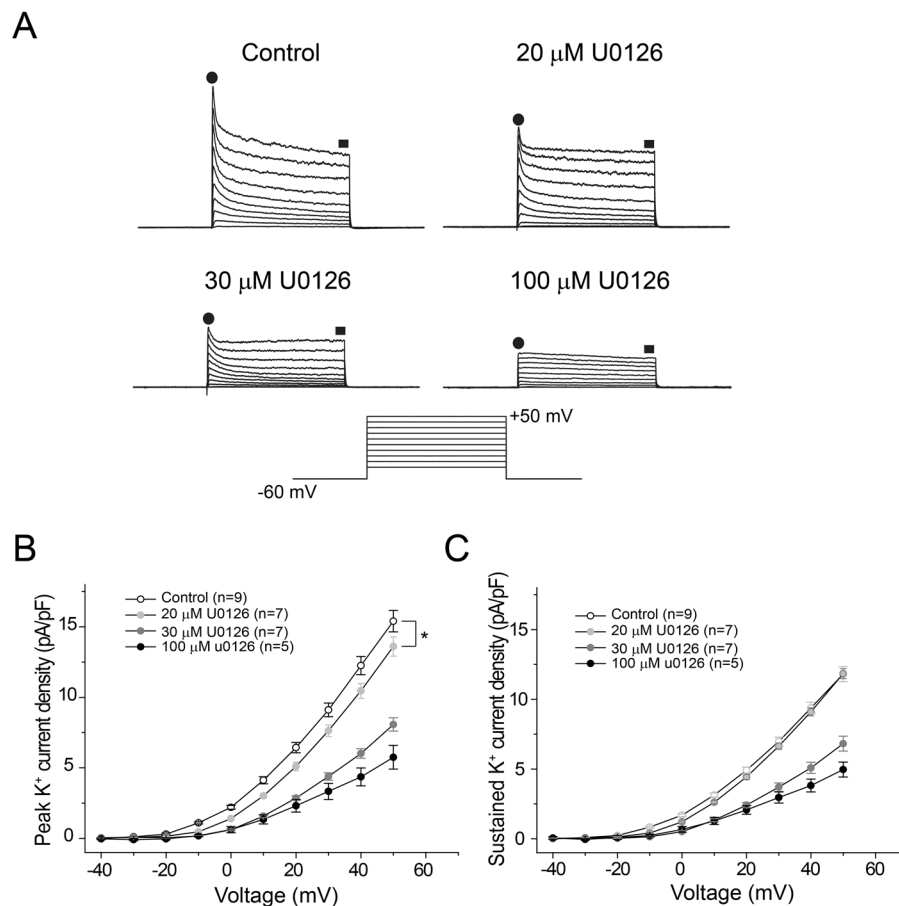 A
Control
20 μM U0126
30 μM U0126
100 μM U0126
+50 mV
-60 mV
B
Peak K⁺ current density (pA/pF)
15
10
5
0
Control (n=9)
20 μM U0126 (n=7)
30 μM U0126 (n=7)
100 μM u0126 (n=5)
*
-40
-20
0
20
40
60
Voltage (mV)
C
Sustained K⁺ current density (pA/pF)
15
10
5
0
Control (n=9)
20 μM U0126 (n=7)
30 μM U0126 (n=7)
100 μM u0126 (n=5)
-40
-20
0
20
40
60
Voltage (mV)